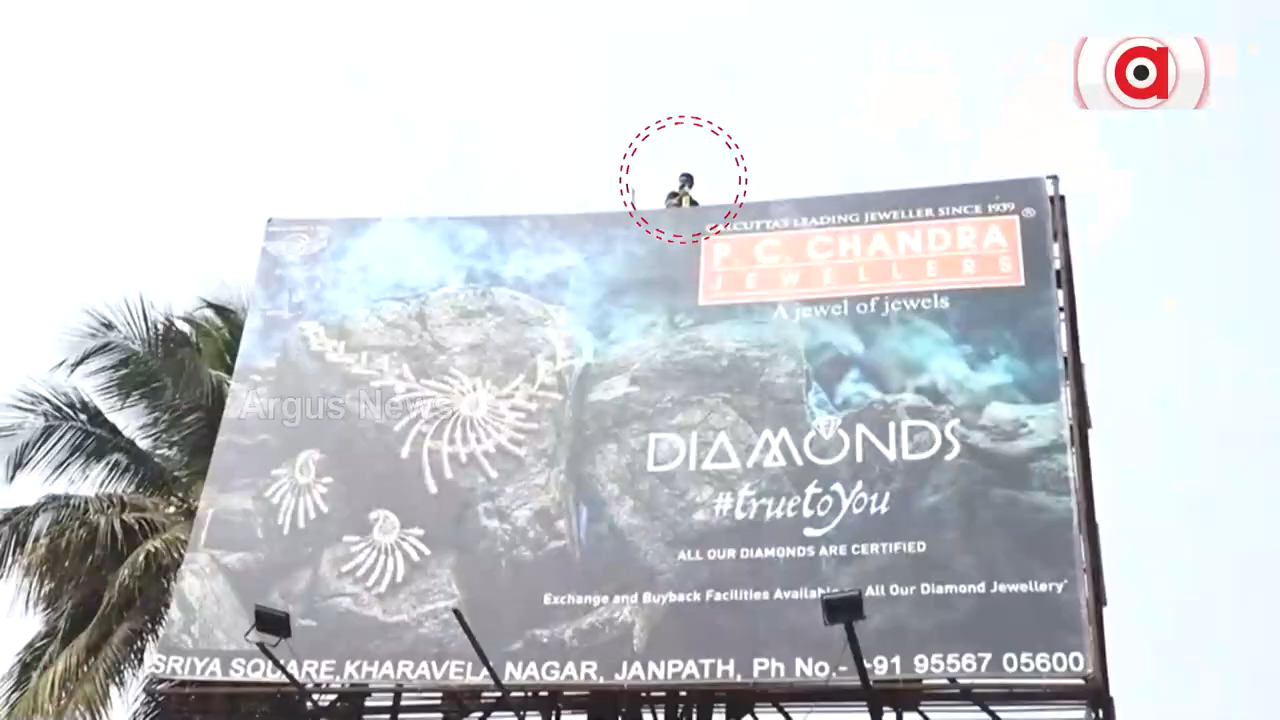 a
CALCUTTA'S LEADING JEWELLER SINCE 1939
P. C. CHANDRA®
JEWELLERS
A jewel of jewels
Argus News
DIAMONDS
#truetoyou
ALL OUR DIAMONDS ARE CERTIFIED
Exchange and Buyback Facilities All Our Diamond Jewellery*
SRIYA SQUARE, KHARAVELA NAGAR, JANPATH, Ph No.- +91 95567 05600